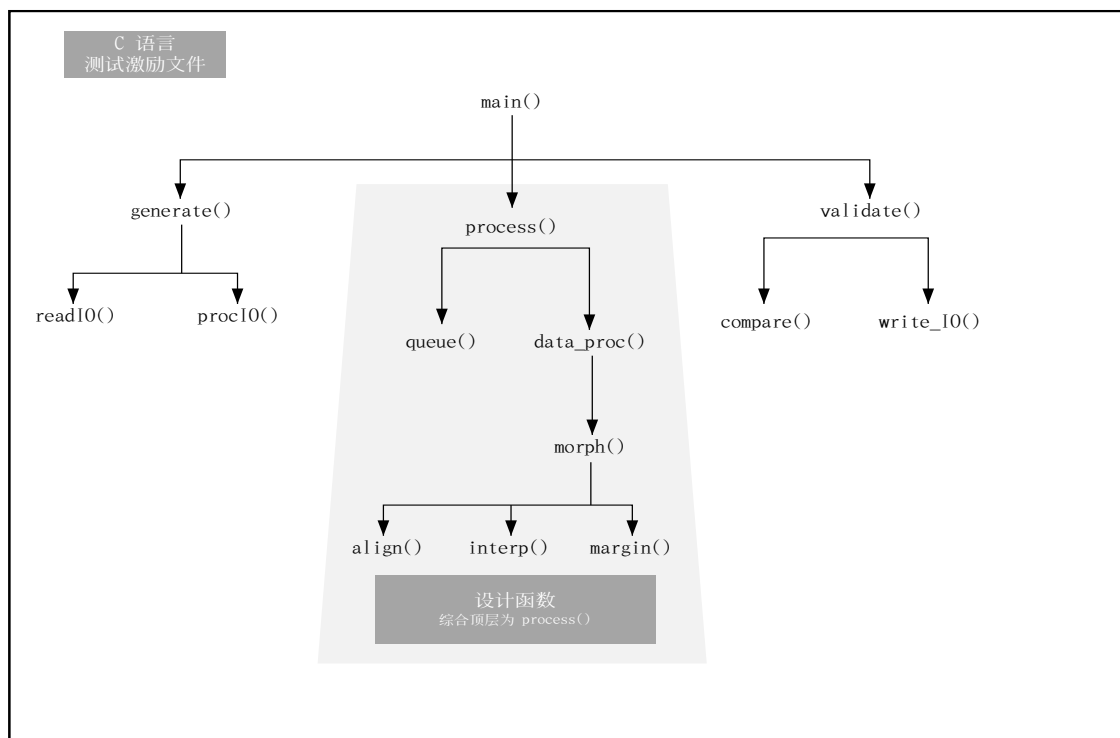 C 语言
测试激励文件
main()
generate()
process()
validate()
readIO()
procIO()
queue()
data_proc()
compare()
write_IO()
morph()
align()
interp()
margin()
设计函数
综合顶层为 process()